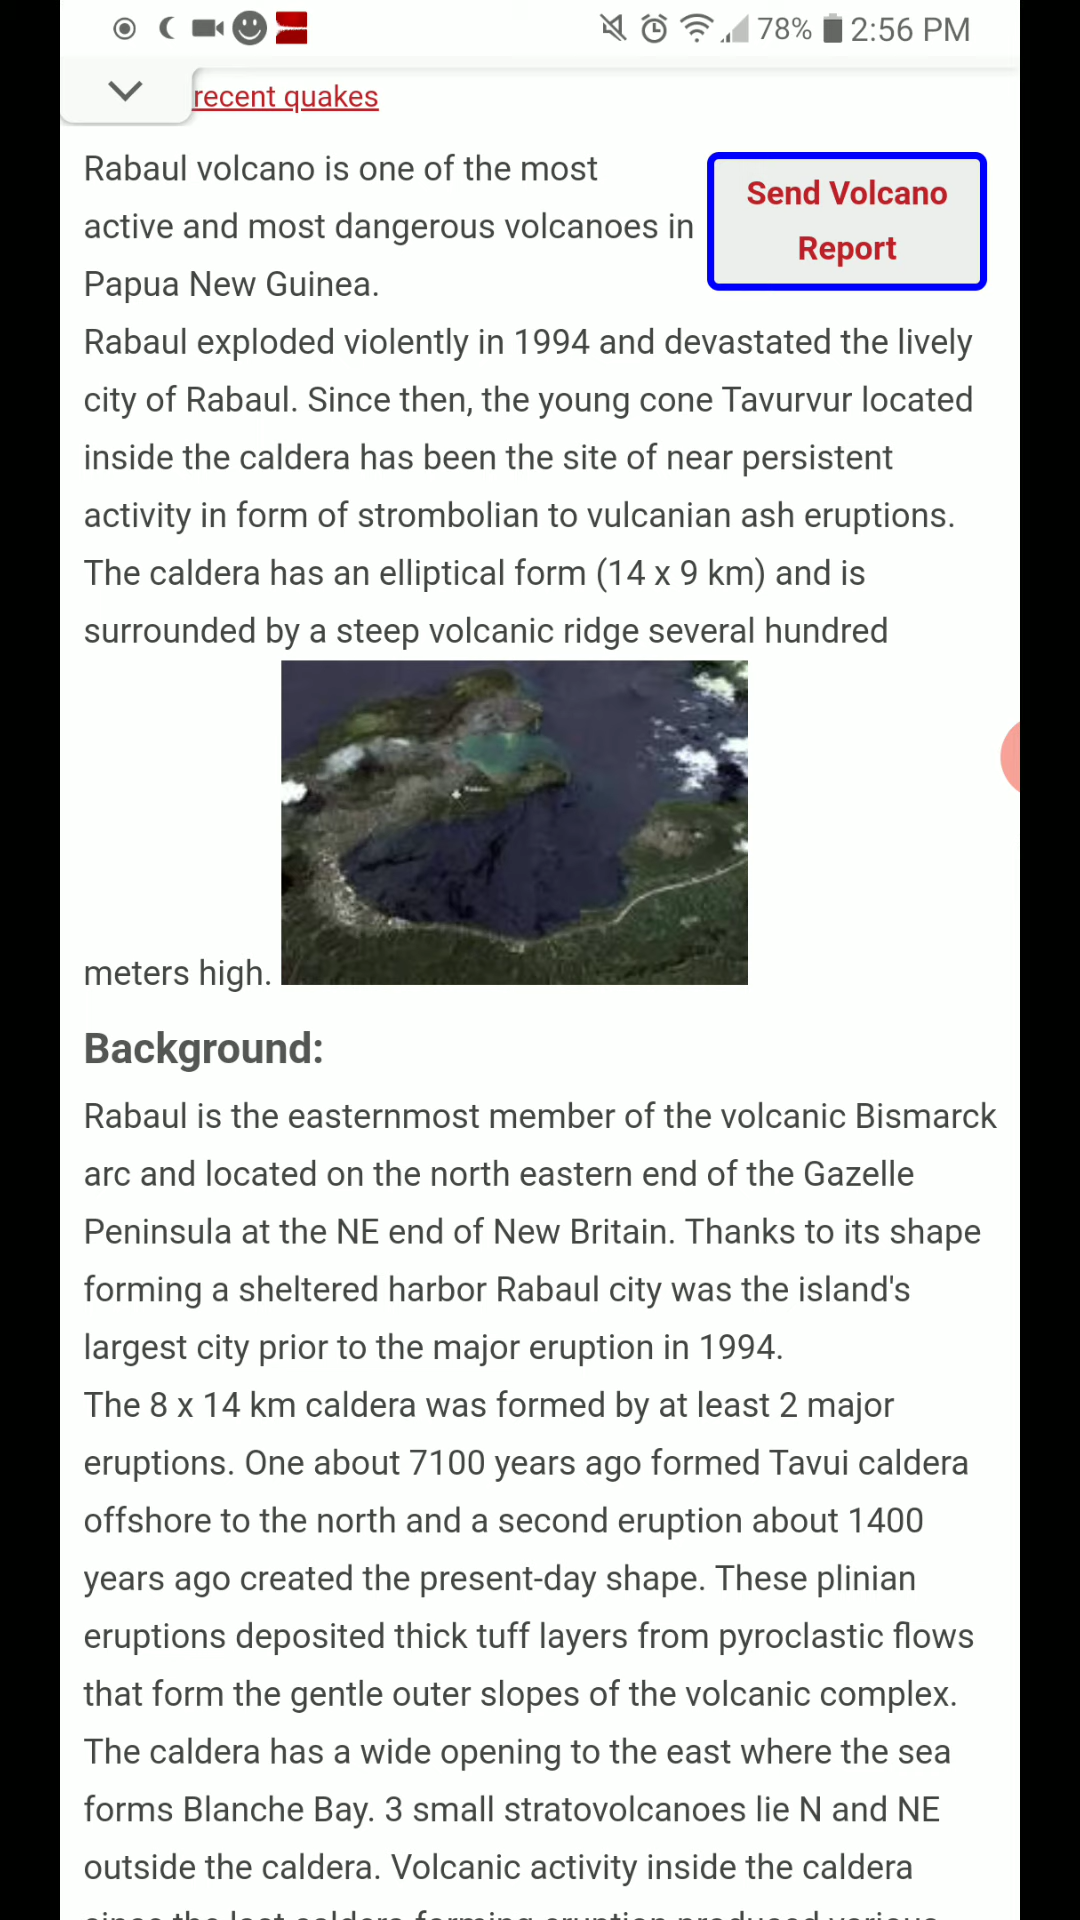 78% 2:56 PM
recent quakes
Rabaul volcano is one of the most
active and most dangerous volcanoes in
Papua New Guinea.
Send Volcano
Report
Rabaul exploded violently in 1994 and devastated the lively
city of Rabaul. Since then, the young cone Tavurvur located
inside the caldera has been the site of near persistent
activity in form of strombolian to vulcanian ash eruptions.
The caldera has an elliptical form (14 x 9 km) and is
surrounded by a steep volcanic ridge several hundred
meters high.
Background:
Rabaul is the easternmost member of the volcanic Bismarck
arc and located on the north eastern end of the Gazelle
Peninsula at the NE end of New Britain. Thanks to its shape
forming a sheltered harbor Rabaul city was the island's
largest city prior to the major eruption in 1994.
The 8 x 14 km caldera was formed by at least 2 major
eruptions. One about 7100 years ago formed Tavui caldera
offshore to the north and a second eruption about 1400
years ago created the present-day shape. These plinian
eruptions deposited thick tuff layers from pyroclastic flows
that form the gentle outer slopes of the volcanic complex.
The caldera has a wide opening to the east where the sea
forms Blanche Bay. 3 small stratovolcanoes lie N and NE
outside the caldera. Volcanic activity inside the caldera